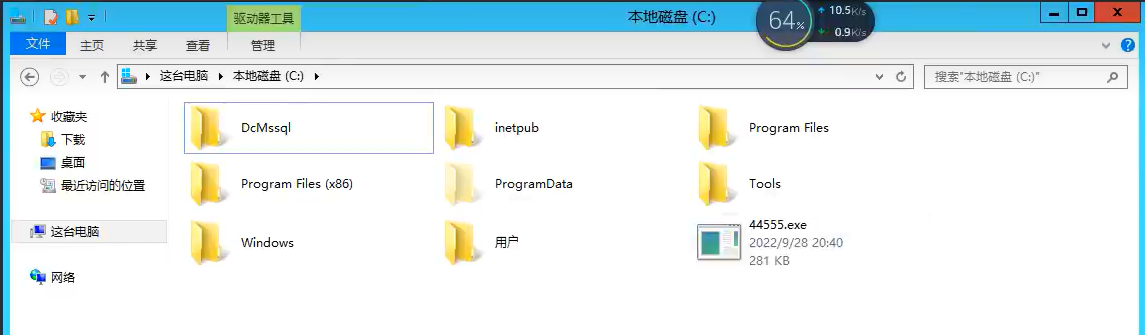 驱动器工具
本地磁盘 (C:)
64%
10.5K/s
0.9K/s
文件
主页
共享
查看
管理
这台电脑
本地磁盘 (C:)
搜索"本地磁盘 (C:)"
收藏夹
下载
桌面
最近访问的位置
这台电脑
网络
DcMssql
inetpub
Program Files
Program Files (x86)
ProgramData
Tools
Windows
用户
44555.exe
2022/9/28 20:40
281 KB